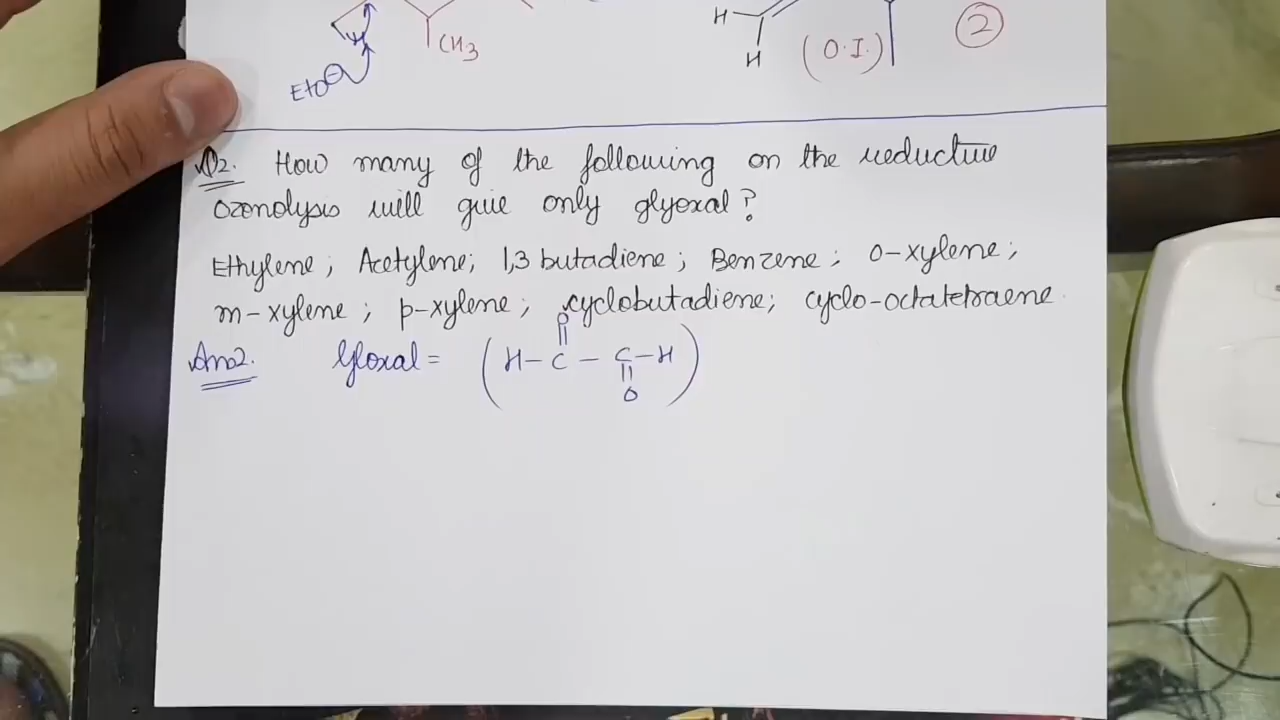 CH3
H
H
(O.I.)
2
EtO⊖
Q2. How many of the following on the reductive
ozonolysis will give only glyoxal?
Ethylene; Acetylene; 1,3 butadiene; Benzene; o-xylene;
m-xylene; p-xylene; cyclobutadiene; cyclo-octatetraene.
O
Ans2. Gloxal = (H-C-C-H)
O